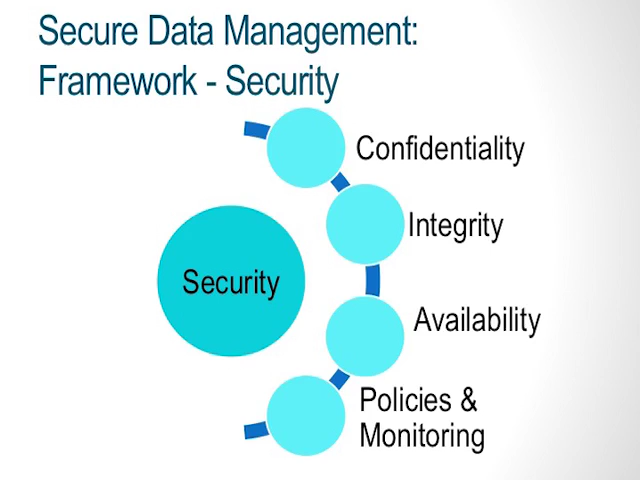 Secure Data Management:
Framework - Security
Confidentiality
Integrity
Security
Availability
Policies &
Monitoring